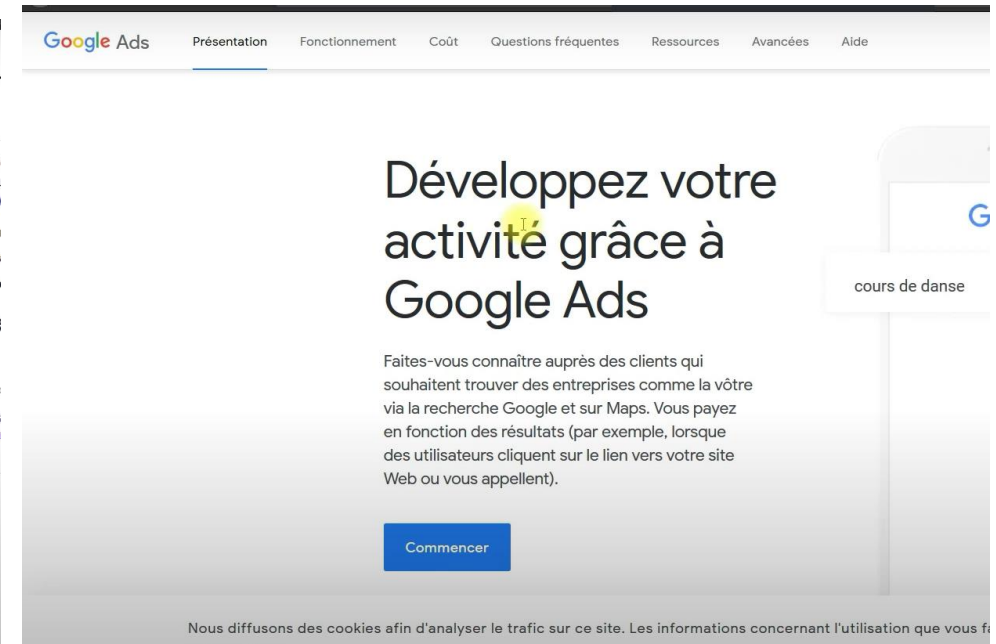 Google Ads
Présentation
Fonctionnement
Coût
Questions fréquentes
Ressources
Avancées
Aide
Développez votre
activité grâce à
Google Ads
G
cours de danse
Faites-vous connaître auprès des clients qui
souhaitent trouver des entreprises comme la vôtre
via la recherche Google et sur Maps. Vous payez
en fonction des résultats (par exemple, lorsque
des utilisateurs cliquent sur le lien vers votre site
Web ou vous appellent).
Commencer
Nous diffusons des cookies afin d'analyser le trafic sur ce site. Les informations concernant l'utilisation que vous